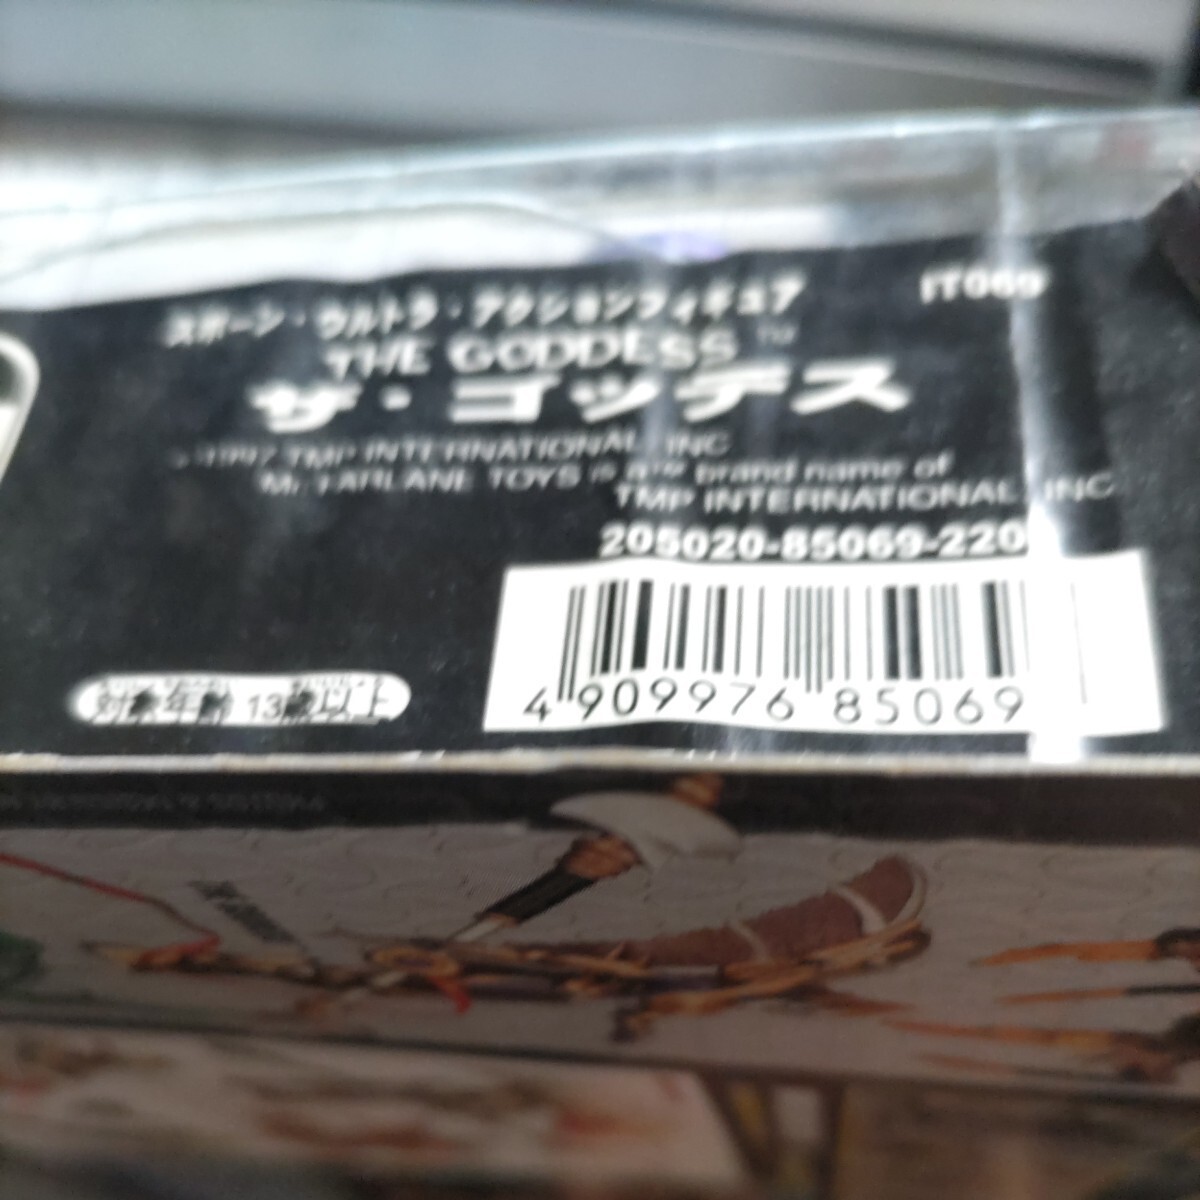 スポーン・ウルトラ・アクションフィギュア
IT069
THE GODDESS™
ザ・ゴッデス
1997 TMP INTERNATIONAL, INC
McFARLANE TOYS is a ™ brand name of
TMP INTERNATIONAL, INC
205020-85069-220
4 909976 85069
対象年齢 13歳以上